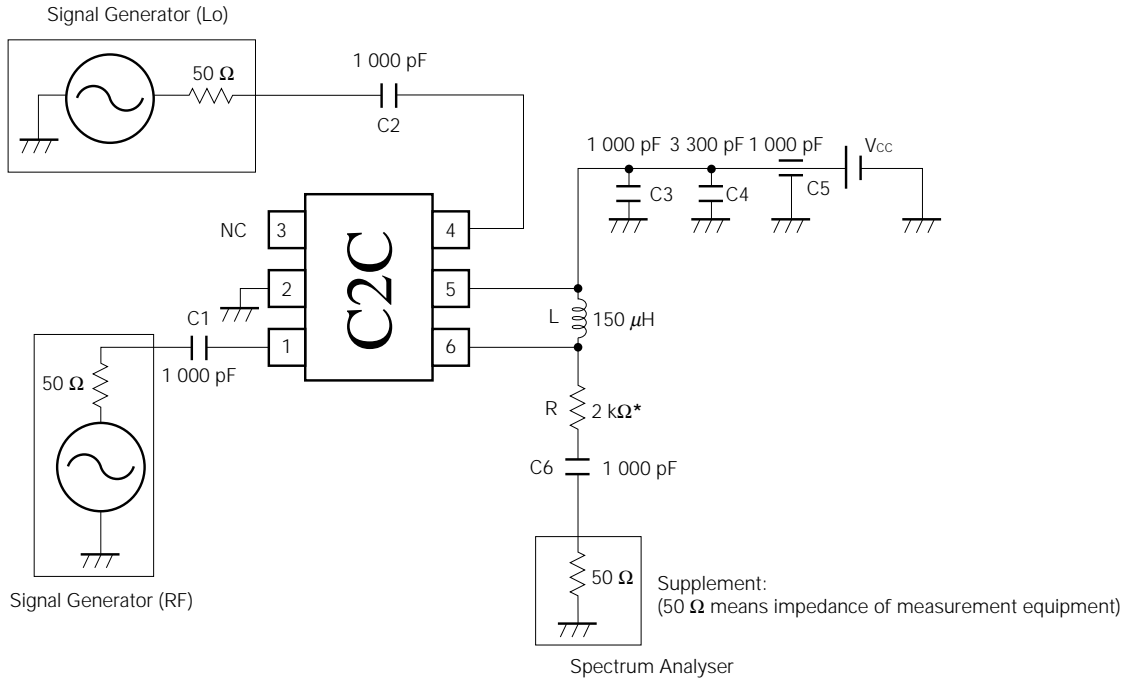 Signal Generator (Lo)
50 Ω
1 000 pF
C2
1 000 pF 3 300 pF 1 000 pF
Vcc
C3
C4
C5
NC
3
4
2
5
1
6
C2C
C1
1 000 pF
50 Ω
Signal Generator (RF)
L
150 μH
R
2 kΩ*
C6
1 000 pF
50 Ω
Supplement:
(50 Ω means impedance of measurement equipment)
Spectrum Analyser